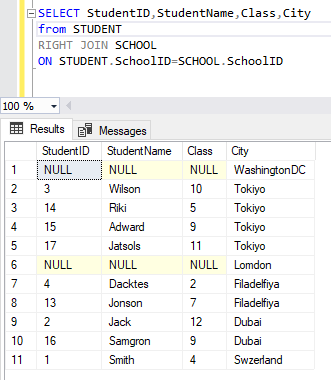 SELECT StudentID,StudentName,Class,City
from STUDENT
RIGHT JOIN SCHOOL
ON STUDENT.SchoolID=SCHOOL.SchoolID
100 %
Results Messages
StudentID StudentName Class City
1 NULL NULL NULL WashingtonDC
2 3 Wilson 10 Tokiyo
3 14 Riki 5 Tokiyo
4 15 Adward 9 Tokiyo
5 17 Jatsols 11 Tokiyo
6 NULL NULL NULL Lomdon
7 4 Dacktes 2 Filadelfiya
8 13 Jonson 7 Filadelfiya
9 2 Jack 12 Dubai
10 16 Samgron 9 Dubai
11 1 Smith 4 Swzerland